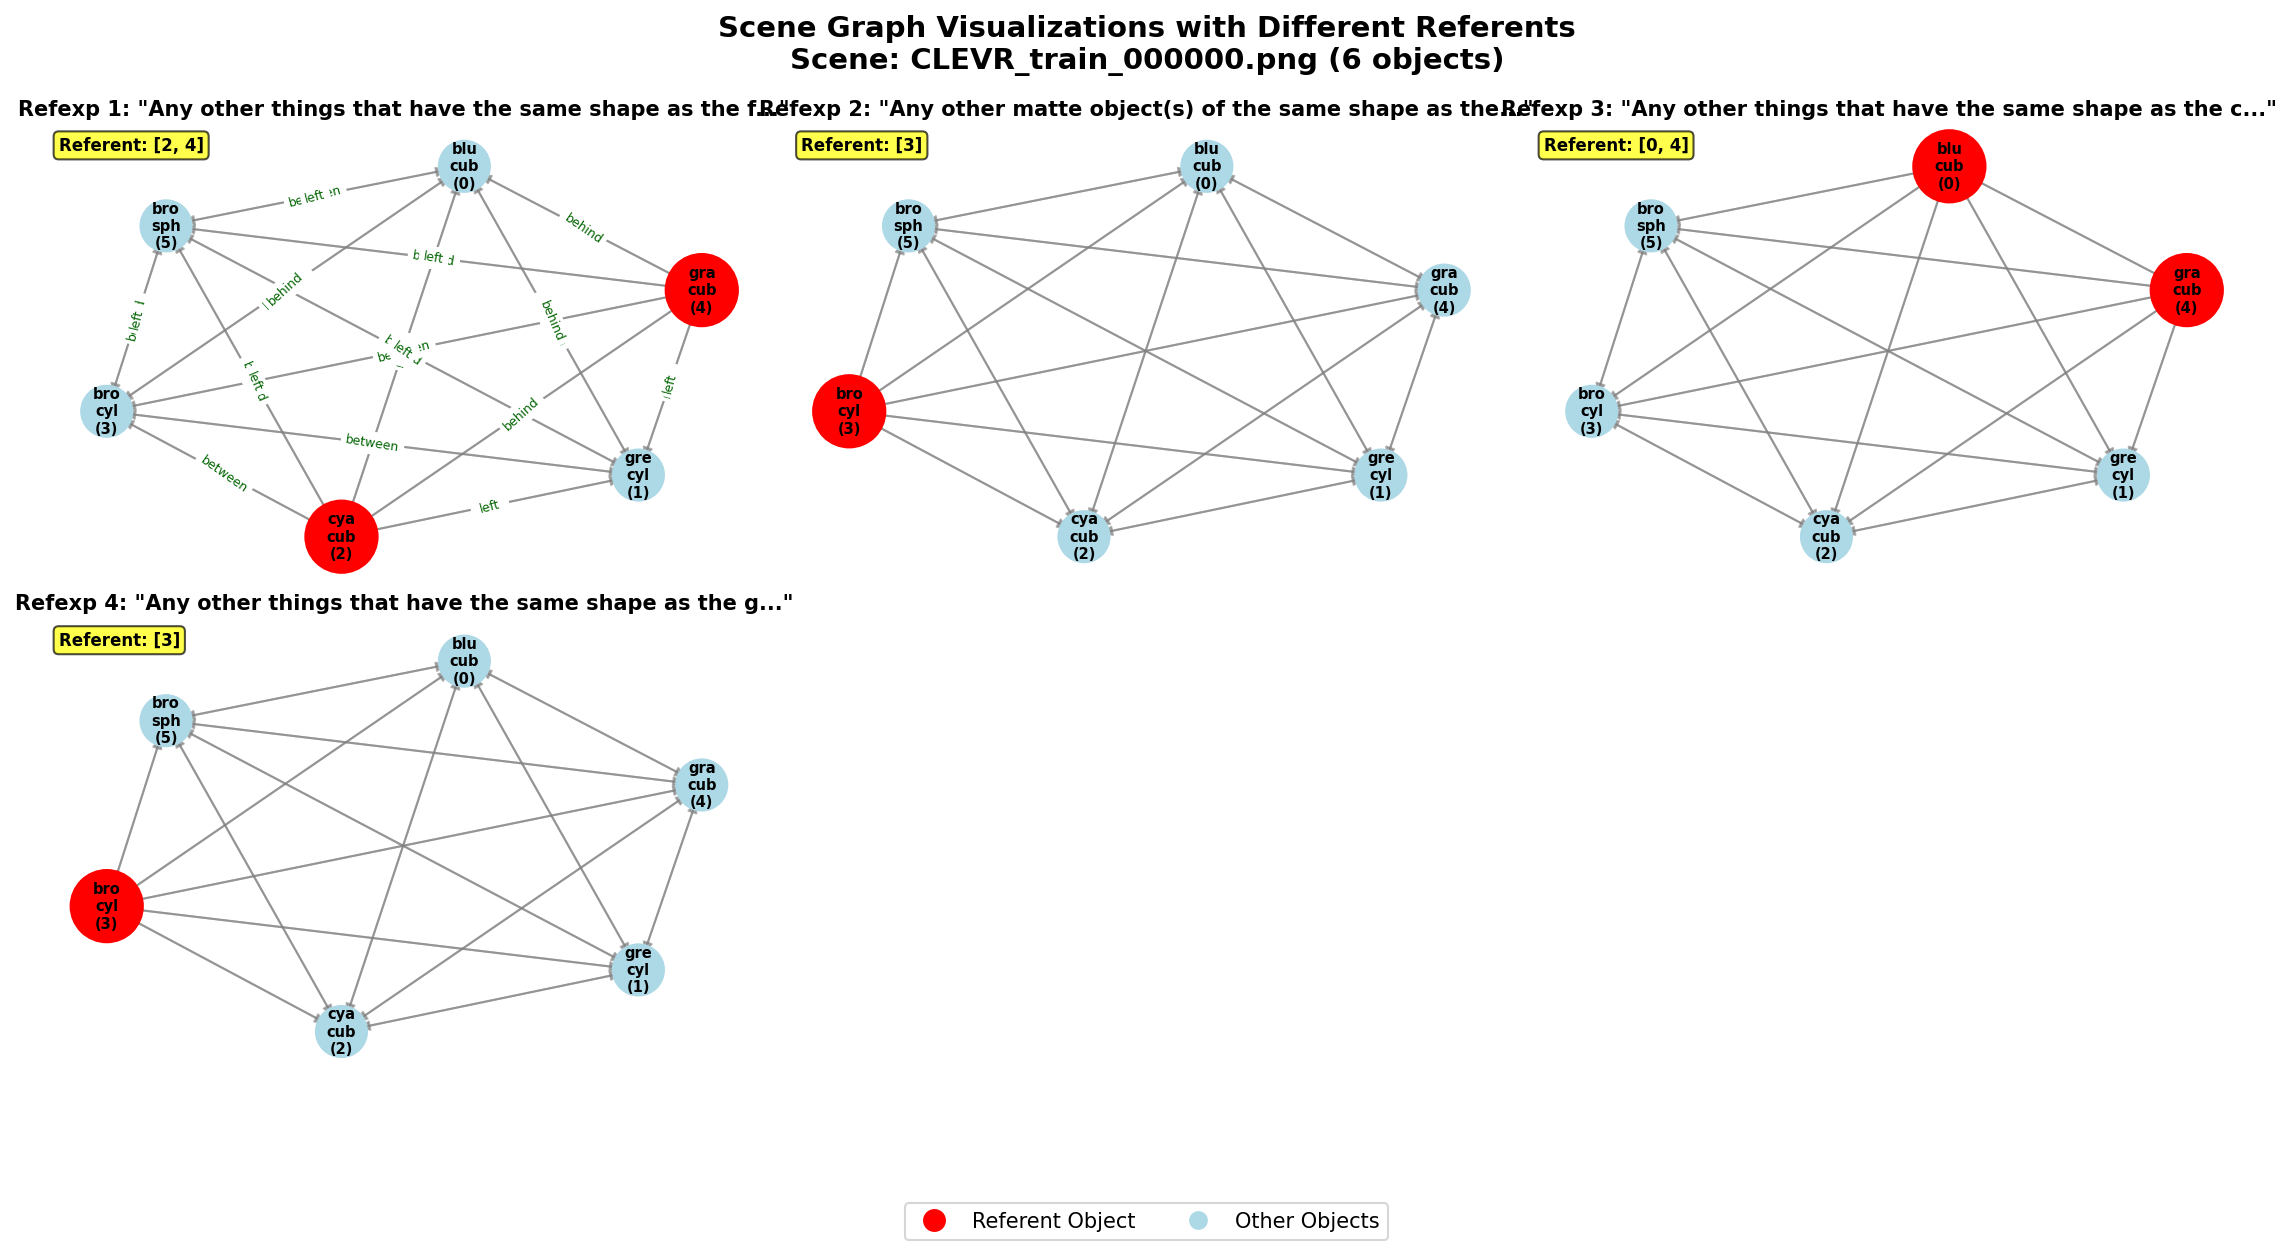 Scene Graph Visualizations with Different Referents
Scene: CLEVR_train_000000.png (6 objects)
Refexp 1: "Any other things that have the same shape as the f..."
Referent: [2, 4]
blu
cub
(0)
bro
sph
(5)
gra
cub
(4)
bro
cyl
(3)
gre
cyl
(1)
cya
cub
(2)
left
behind
left
behind
behind
left
left
left
between
behind
between
left
left
Refexp 2: "Any other matte object(s) of the same shape as the..."
Referent: [3]
blu
cub
(0)
bro
sph
(5)
gra
cub
(4)
bro
cyl
(3)
gre
cyl
(1)
cya
cub
(2)
Refexp 3: "Any other things that have the same shape as the c..."
Referent: [0, 4]
blu
cub
(0)
bro
sph
(5)
gra
cub
(4)
bro
cyl
(3)
gre
cyl
(1)
cya
cub
(2)
Refexp 4: "Any other things that have the same shape as the g..."
Referent: [3]
blu
cub
(0)
bro
sph
(5)
gra
cub
(4)
bro
cyl
(3)
gre
cyl
(1)
cya
cub
(2)
Referent Object
Other Objects